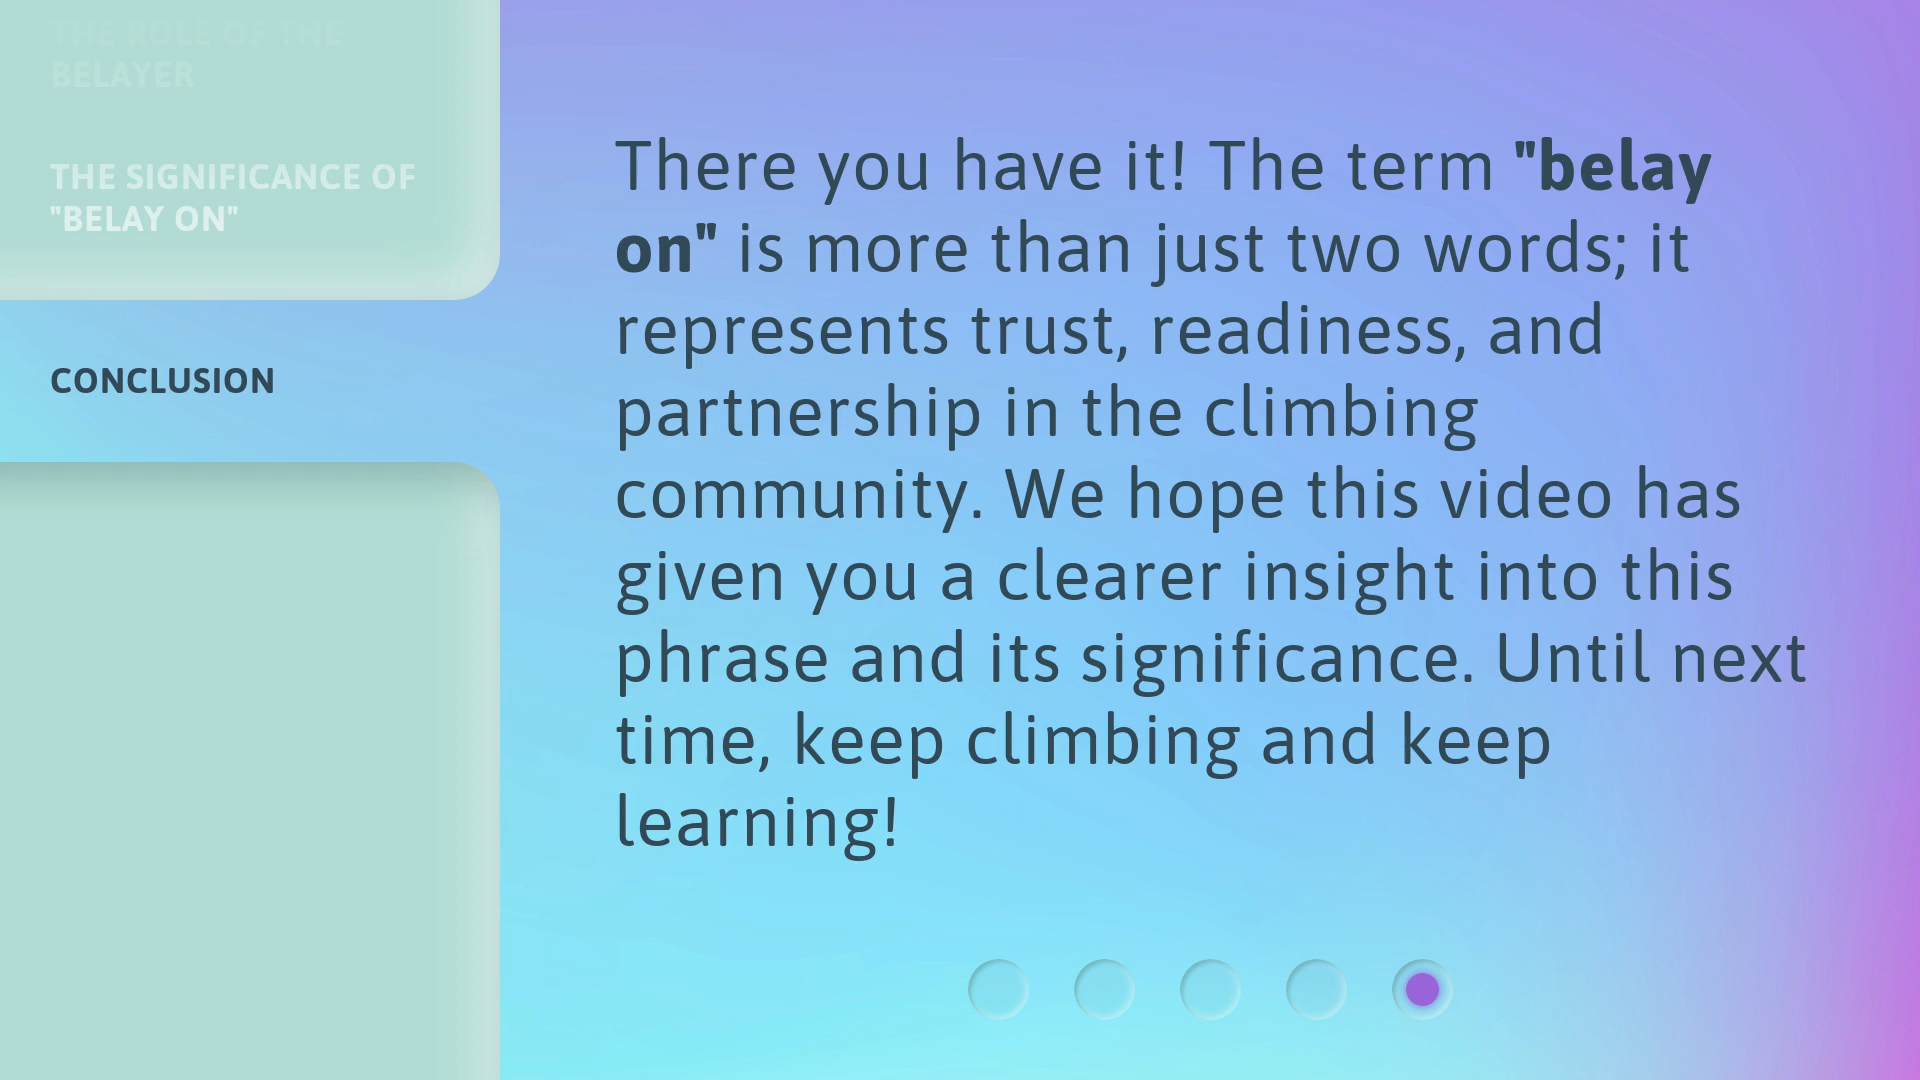 THE ROLE OF THE
BELAYER
THE SIGNIFICANCE OF
"BELAY ON"
CONCLUSION
There you have it! The term "belay
on" is more than just two words; it
represents trust, readiness, and
partnership in the climbing
community. We hope this video has
given you a clearer insight into this
phrase and its significance. Until next
time, keep climbing and keep
learning!